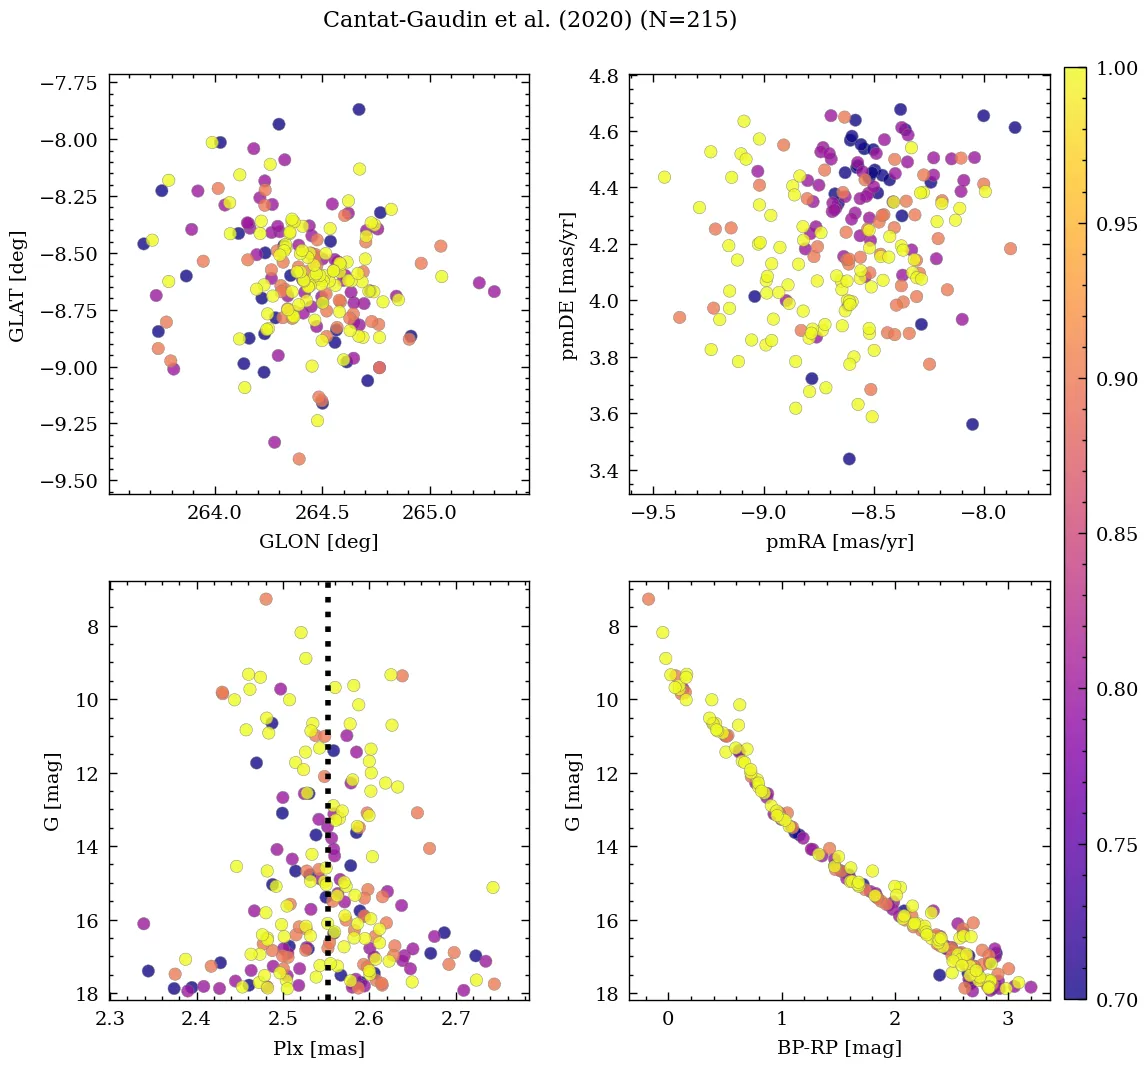 Cantat-Gaudin et al. (2020) (N=215)
−7.75
−8.00
−8.25
−8.50
−8.75
−9.00
−9.25
−9.50
GLAT [deg]
264.0 264.5 265.0
GLON [deg]
4.8
4.6
4.4
4.2
4.0
3.8
3.6
3.4
pmDE [mas/yr]
−9.5 −9.0 −8.5 −8.0
pmRA [mas/yr]
8
10
12
14
16
18
G [mag]
2.3 2.4 2.5 2.6 2.7
Plx [mas]
8
10
12
14
16
18
G [mag]
0 1 2 3
BP-RP [mag]
1.00
0.95
0.90
0.85
0.80
0.75
0.70